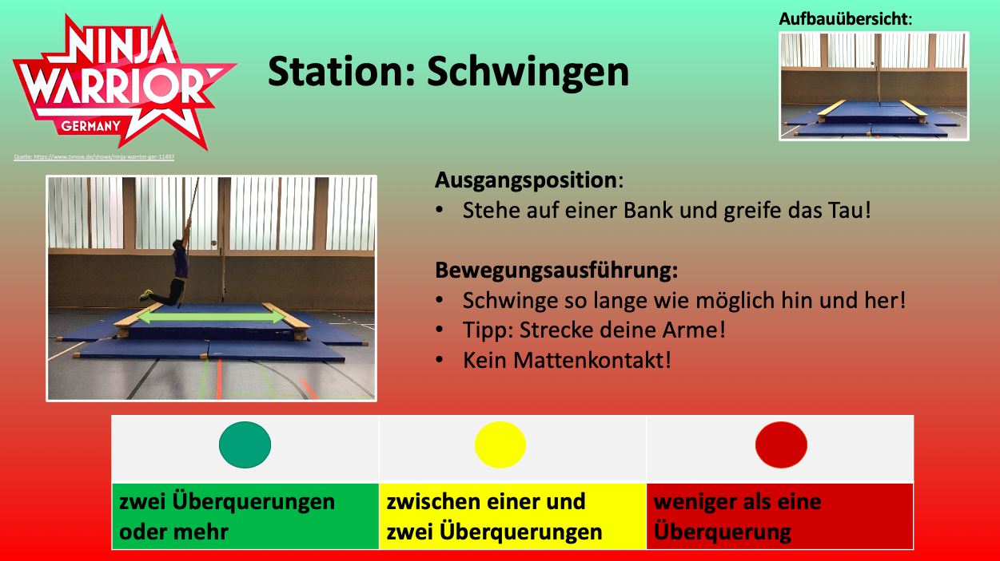 NINJA
WARRIOR
GERMANY
Quelle: https://www.tvnow.de/shows/ninja-warrior-ger-11497
Station: Schwingen
Aufbauübersicht:
Ausgangsposition:
• Stehe auf einer Bank und greife das Tau!
Bewegungsausführung:
• Schwinge so lange wie möglich hin und her!
• Tipp: Strecke deine Arme!
• Kein Mattenkontakt!
zwei Überquerungen
oder mehr
zwischen einer und
zwei Überquerungen
weniger als eine
Überquerung